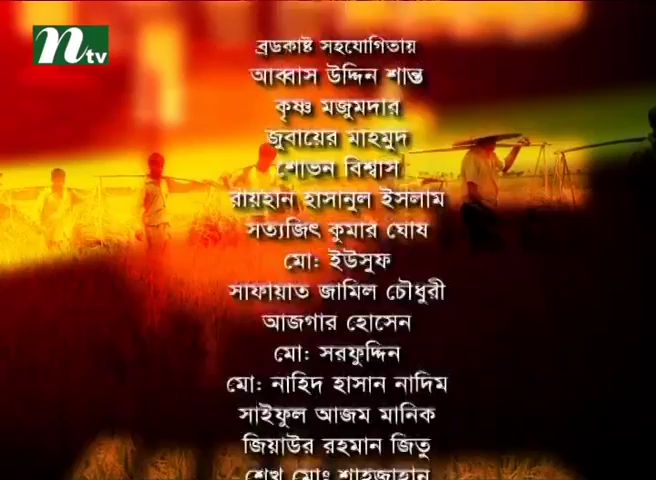 ntv
ব্রডকাষ্ট সহযোগিতায়
আব্বাস উদ্দিন শান্ত
কৃষ্ণ মজুমদার
জুবায়ের মাহমুদ
শোভন বিশ্বাস
রায়হান হাসানুল ইসলাম
সত্যজিৎ কুমার ঘোষ
মো: ইউসুফ
সাফায়াত জামিল চৌধুরী
আজগার হোসেন
মো: সরফুদ্দিন
মো: নাহিদ হাসান নাদিম
সাইফুল আজম মানিক
জিয়াউর রহমান জিতু
শেখ মোঃ শাহজাহান